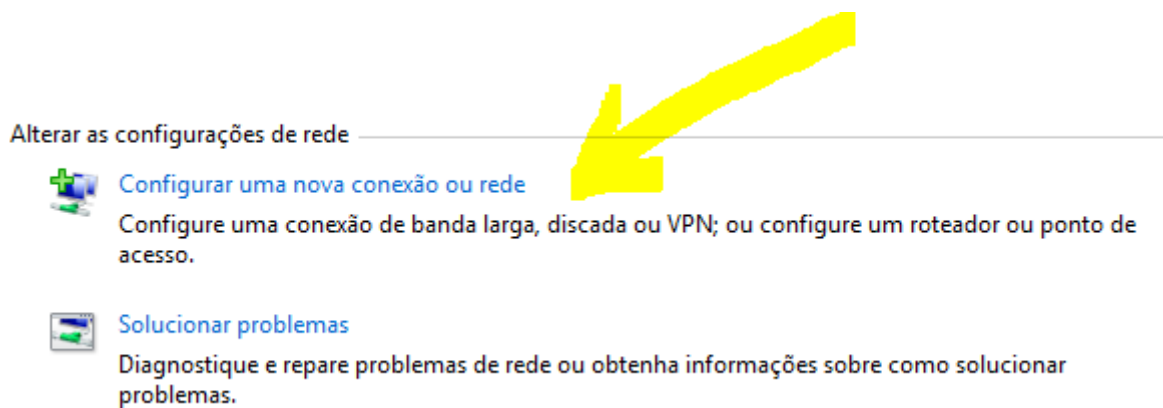 Alterar as configurações de rede
Configurar uma nova conexão ou rede
Configure uma conexão de banda larga, discada ou VPN; ou configure um roteador ou ponto de
acesso.
Solucionar problemas
Diagnostique e repare problemas de rede ou obtenha informações sobre como solucionar
problemas.